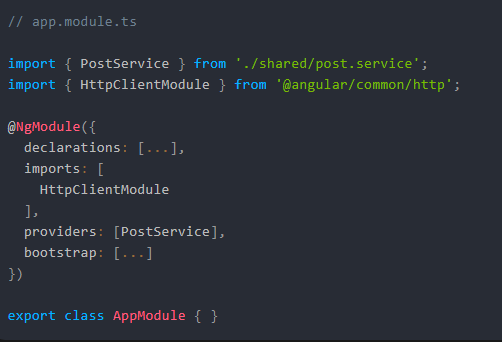 // app.module.ts
import { PostService } from './shared/post.service';
import { HttpClientModule } from '@angular/common/http';
@NgModule({
declarations: [...],
imports: [
HttpClientModule
],
providers: [PostService],
bootstrap: [...]
})
export class AppModule { }